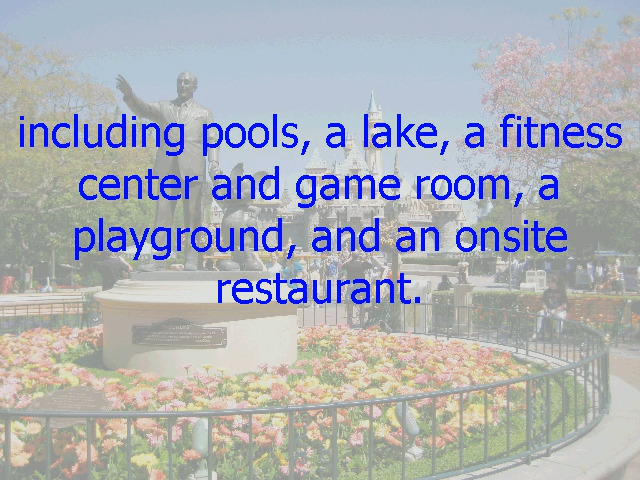 including pools, a lake, a fitness
center and game room, a
playground, and an onsite
restaurant.